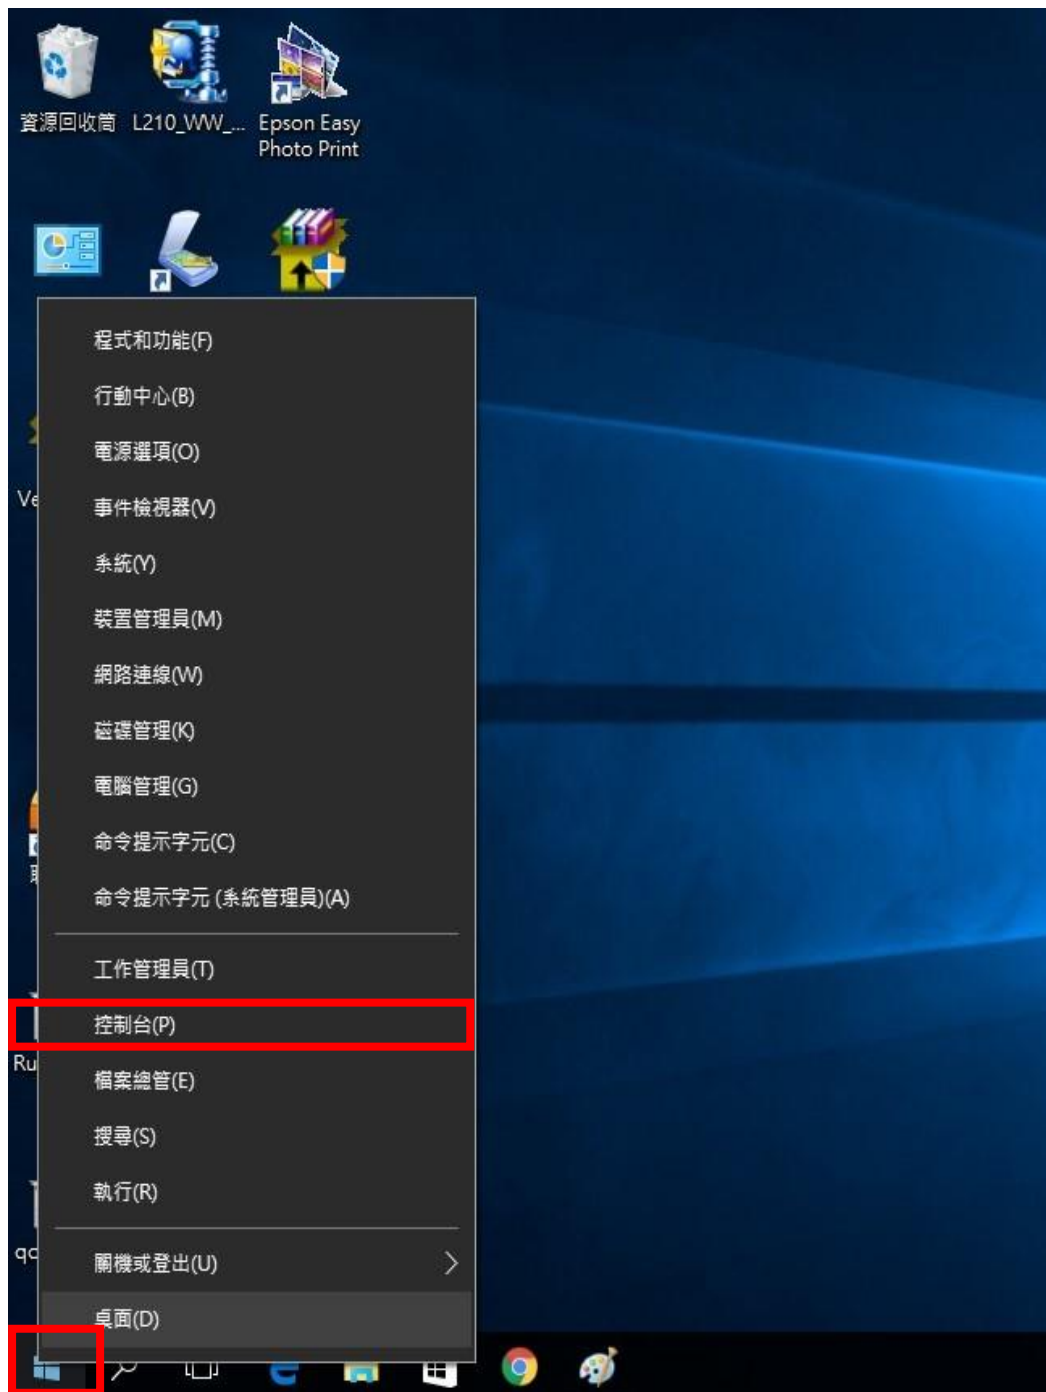 資源回收筒
L210_WW_...
Epson Easy
Photo Print
程式和功能(F)
行動中心(B)
電源選項(O)
Ve
事件檢視器(V)
系統(Y)
裝置管理員(M)
網路連線(W)
磁碟管理(K)
電腦管理(G)
命令提示字元(C)
命令提示字元 (系統管理員)(A)
工作管理員(T)
控制台(P)
Ru
檔案總管(E)
搜尋(S)
執行(R)
qc
關機或登出(U)
桌面(D)